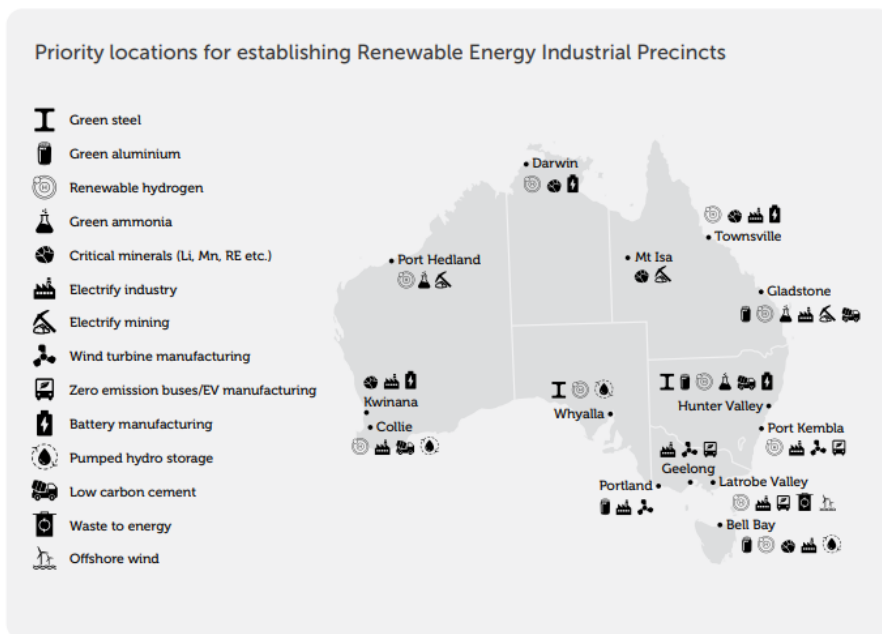 Priority locations for establishing Renewable Energy Industrial Precincts
Green steel
Green aluminium
Renewable hydrogen
Green ammonia
Critical minerals (Li, Mn, RE etc.)
Electrify industry
Electrify mining
Wind turbine manufacturing
Zero emission buses/EV manufacturing
Battery manufacturing
Pumped hydro storage
Low carbon cement
Waste to energy
Offshore wind
Darwin
Townsville
Port Hedland
Mt Isa
Gladstone
Kwinana
Collie
Whyalla
Hunter Valley
Port Kembla
Geelong
Portland
Latrobe Valley
Bell Bay